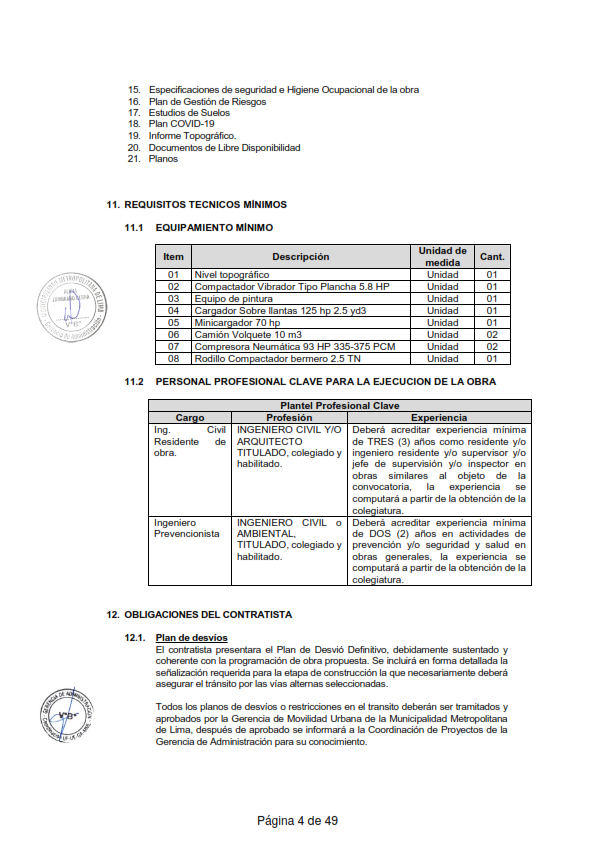 15. Especificaciones de seguridad e Higiene Ocupacional de la obra
16. Plan de Gestión de Riesgos
17. Estudios de Suelos
18. Plan COVID-19
19. Informe Topográfico.
20. Documentos de Libre Disponibilidad
21. Planos
11. REQUISITOS TECNICOS MÍNIMOS
11.1 EQUIPAMIENTO MÍNIMO
Item Descripción Unidad de medida Cant.
01 Nivel topográfico Unidad 01
02 Compactador Vibrador Tipo Plancha 5.8 HP Unidad 01
03 Equipo de pintura Unidad 01
04 Cargador Sobre llantas 125 hp 2.5 yd3 Unidad 01
05 Minicargador 70 hp Unidad 01
06 Camión Volquete 10 m3 Unidad 02
07 Compresora Neumática 93 HP 335-375 PCM Unidad 02
08 Rodillo Compactador bermero 2.5 TN Unidad 01
11.2 PERSONAL PROFESIONAL CLAVE PARA LA EJECUCION DE LA OBRA
Plantel Profesional Clave
Cargo Profesión Experiencia
Ing. Civil
Residente de
obra.
INGENIERO CIVIL Y/O
ARQUITECTO
TITULADO, colegiado y
habilitado.
Deberá acreditar experiencia mínima
de TRES (3) años como residente y/o
ingeniero residente y/o supervisor y/o
jefe de supervisión y/o inspector en
obras similares al objeto de la
convocatoria, la experiencia se
computará a partir de la obtención de la
colegiatura.
Ingeniero
Prevencionista
INGENIERO CIVIL o
AMBIENTAL,
TITULADO, colegiado y
habilitado.
Deberá acreditar experiencia mínima
de DOS (2) años en actividades de
prevención y/o seguridad y salud en
obras generales, la experiencia se
computará a partir de la obtención de la
colegiatura.
12. OBLIGACIONES DEL CONTRATISTA
12.1. Plan de desvíos
El contratista presentara el Plan de Desvió Definitivo, debidamente sustentado y
coherente con la programación de obra propuesta. Se incluirá en forma detallada la
señalización requerida para la etapa de construcción la que necesariamente deberá
asegurar el tránsito por las vías alternas seleccionadas.
Todos los planos de desvíos o restricciones en el transito deberán ser tramitados y
aprobados por la Gerencia de Movilidad Urbana de la Municipalidad Metropolitana
de Lima, después de aprobado se informará a la Coordinación de Proyectos de la
Gerencia de Administración para su conocimiento.
MUNICIPALIDAD METROPOLITANA DE LIMA
V°B°
GERENCIA DE ADMINISTRACIÓN
V°B°
Página 4 de 49